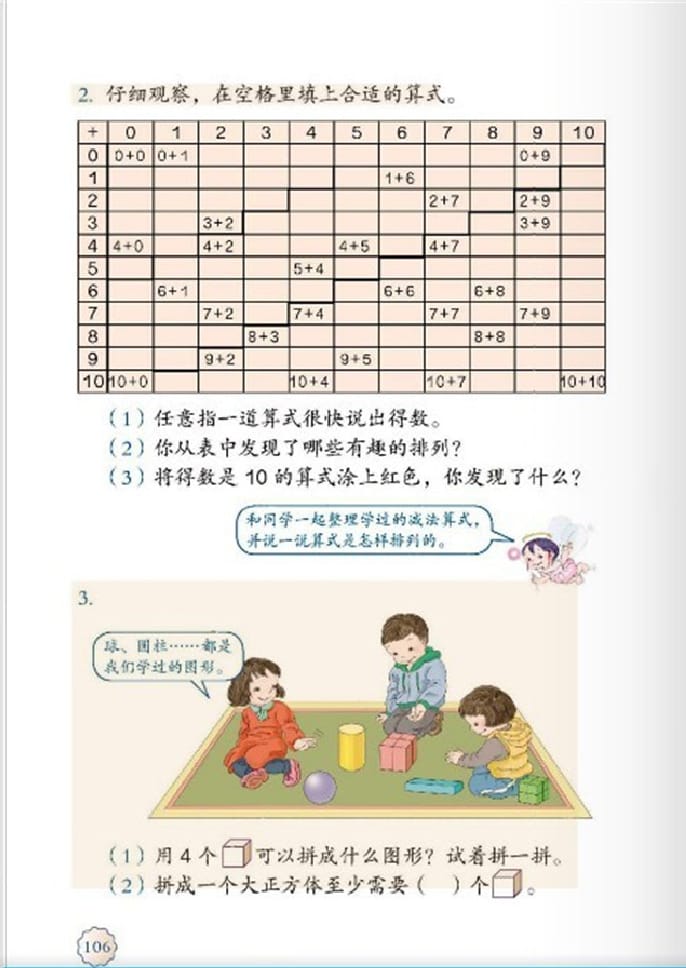 2. 仔细观察，在空格里填上合适的算式。
+ 0 1 2 3 4 5 6 7 8 9 10
0 0+0 0+1 0+9
1 1+6
2 2+7 2+9
3 3+2 3+9
4 4+0 4+2 4+5 4+7
5 5+4
6 6+1 6+6 6+8
7 7+2 7+4 7+7 7+9
8 8+3 8+8
9 9+2 9+5
10 10+0 10+4 10+7 10+10
（1）任意指一道算式很快说出得数。
（2）你从表中发现了哪些有趣的排列？
（3）将得数是 10 的算式涂上红色，你发现了什么？
和同学一起整理学过的减法算式，
并说一说算式是怎样排列的。
3.
球、圆柱……都是
我们学过的图形。
（1）用 4 个 可以拼成什么图形？试着拼一拼。
（2）拼成一个大正方体至少需要（ ）个 。
106